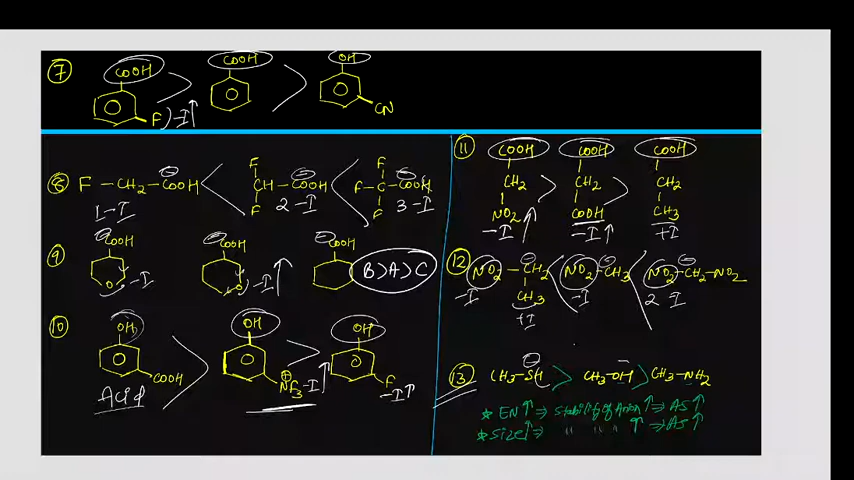 7
COOH > COOH > OH
F -I↑
CN
8
F - CH2 - COOH < F CH COOH F < F - C - COOH F F
1-I 2-I 3-I
9
COOH COOH COOH
O -I O -I↑ B>A>C
10
OH > OH > OH
COOH NF3 ⊕ -I↑ F -I↑
Acid
11
COOH COOH COOH
CH2 > CH2 > CH2
NO2 COOH CH3
-I↑ -I↑ +I
12
NO2 - CH2 < NO2 - CH3 < NO2 - CH2 - NO2
-I CH3 -I 2-I
+I
13
CH3-SH > CH3-OH > CH3-NH2
* EN↑ ⇒ stability of Anion ↑ ⇒ AS↑
* Size↑ ⇒ " " " ↑ ⇒ AS↑